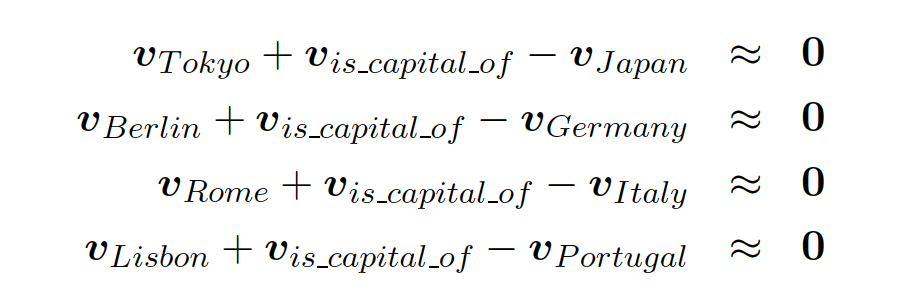 v_Tokyo + v_is_capital_of − v_Japan ≈ 0
v_Berlin + v_is_capital_of − v_Germany ≈ 0
v_Rome + v_is_capital_of − v_Italy ≈ 0
v_Lisbon + v_is_capital_of − v_Portugal ≈ 0